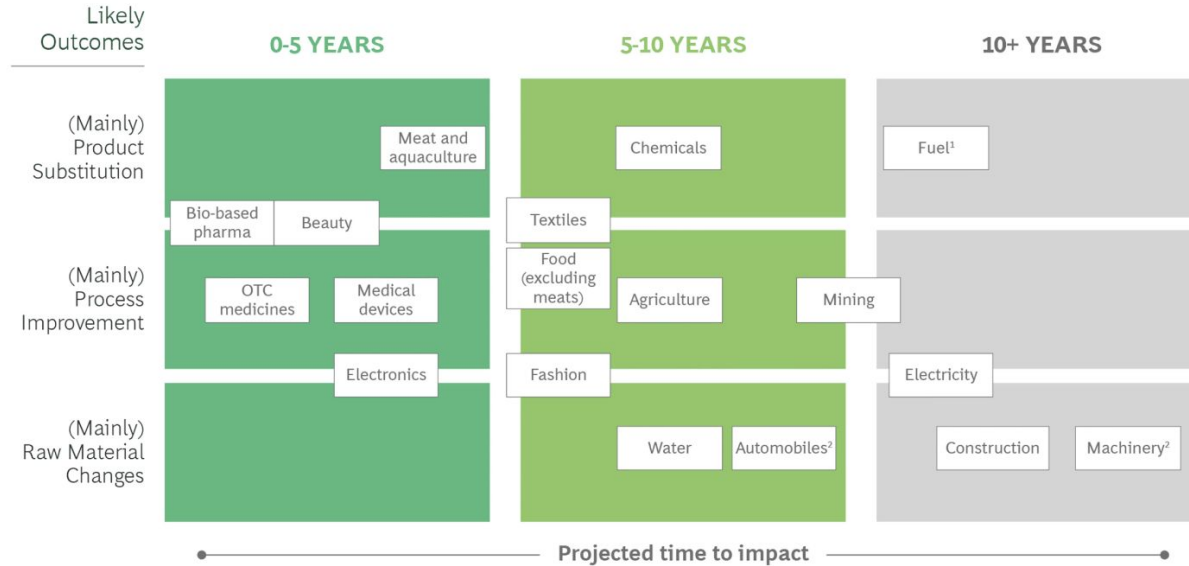 Likely
Outcomes
0-5 YEARS
5-10 YEARS
10+ YEARS
(Mainly)
Product
Substitution
Meat and
aquaculture
Chemicals
Fuel¹
Bio-based
pharma
Beauty
Textiles
(Mainly)
Process
Improvement
OTC
medicines
Medical
devices
Food
(excluding
meats)
Agriculture
Mining
Electronics
Fashion
Electricity
(Mainly)
Raw Material
Changes
Water
Automobiles²
Construction
Machinery²
Projected time to impact